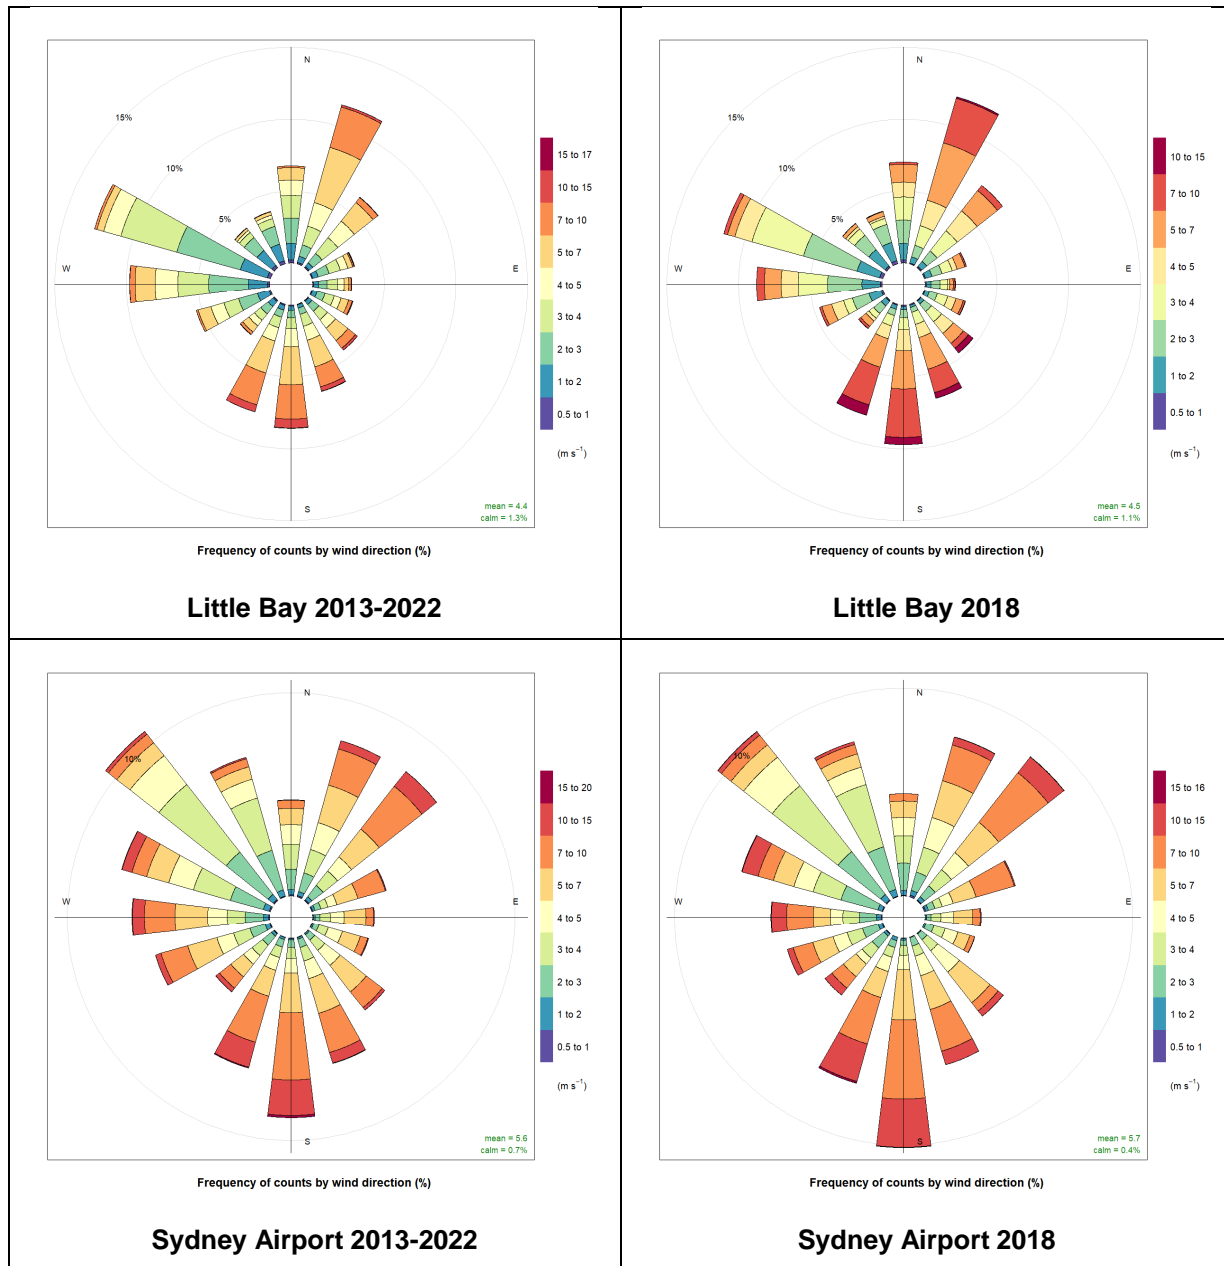 N
15%
10%
5%
W
E
S
15 to 17
10 to 15
7 to 10
5 to 7
4 to 5
3 to 4
2 to 3
1 to 2
0.5 to 1
(m s⁻¹)
mean = 4.4
calm = 1.3%
Frequency of counts by wind direction (%)
Little Bay 2013-2022
N
15%
10%
5%
W
E
S
10 to 15
7 to 10
5 to 7
4 to 5
3 to 4
2 to 3
1 to 2
0.5 to 1
(m s⁻¹)
mean = 4.5
calm = 1.1%
Frequency of counts by wind direction (%)
Little Bay 2018
N
10%
W
E
S
15 to 20
10 to 15
7 to 10
5 to 7
4 to 5
3 to 4
2 to 3
1 to 2
0.5 to 1
(m s⁻¹)
mean = 5.6
calm = 0.7%
Frequency of counts by wind direction (%)
Sydney Airport 2013-2022
N
10%
W
E
S
15 to 16
10 to 15
7 to 10
5 to 7
4 to 5
3 to 4
2 to 3
1 to 2
0.5 to 1
(m s⁻¹)
mean = 5.7
calm = 0.4%
Frequency of counts by wind direction (%)
Sydney Airport 2018